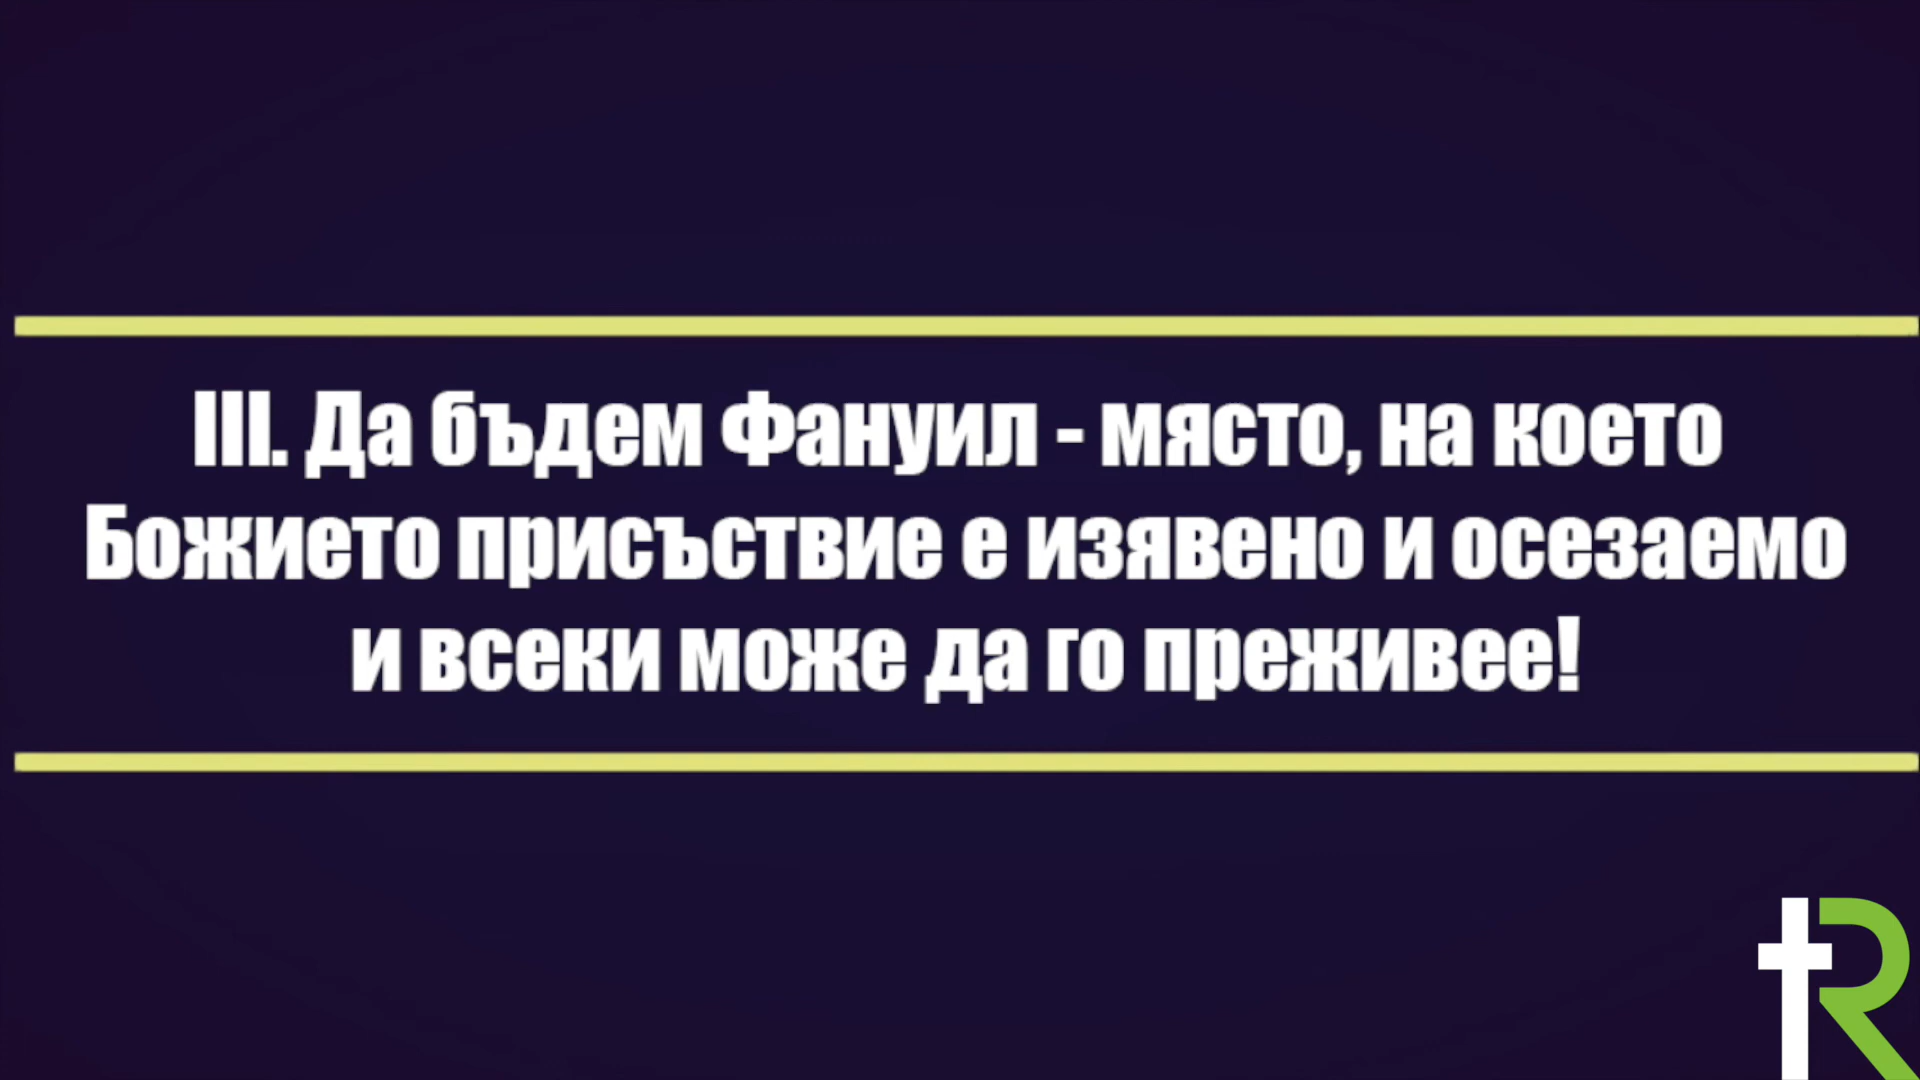 III. Да бъдем Фануил - място, на което
Божието присъствие е изявено и осезаемо
и всеки може да го преживее!
R